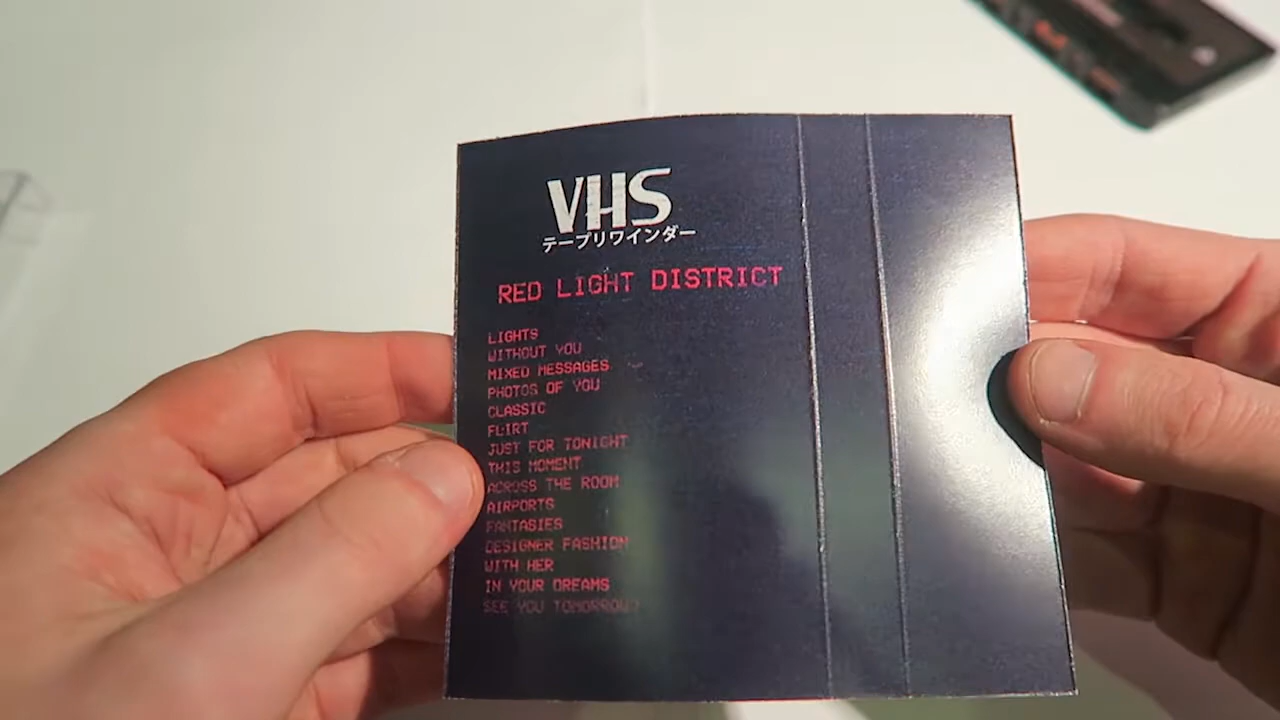 VHS
テープリワインダー
RED LIGHT DISTRICT
LIGHTS
WITHOUT YOU
MIXED MESSAGES
PHOTOS OF YOU
CLASSIC
FLIRT
JUST FOR TONIGHT
THIS MOMENT
ACROSS THE ROOM
AIRPORTS
FANTASIES
DESIGNER FASHION
WITH HER
IN YOUR DREAMS
SEE YOU TOMORROW?